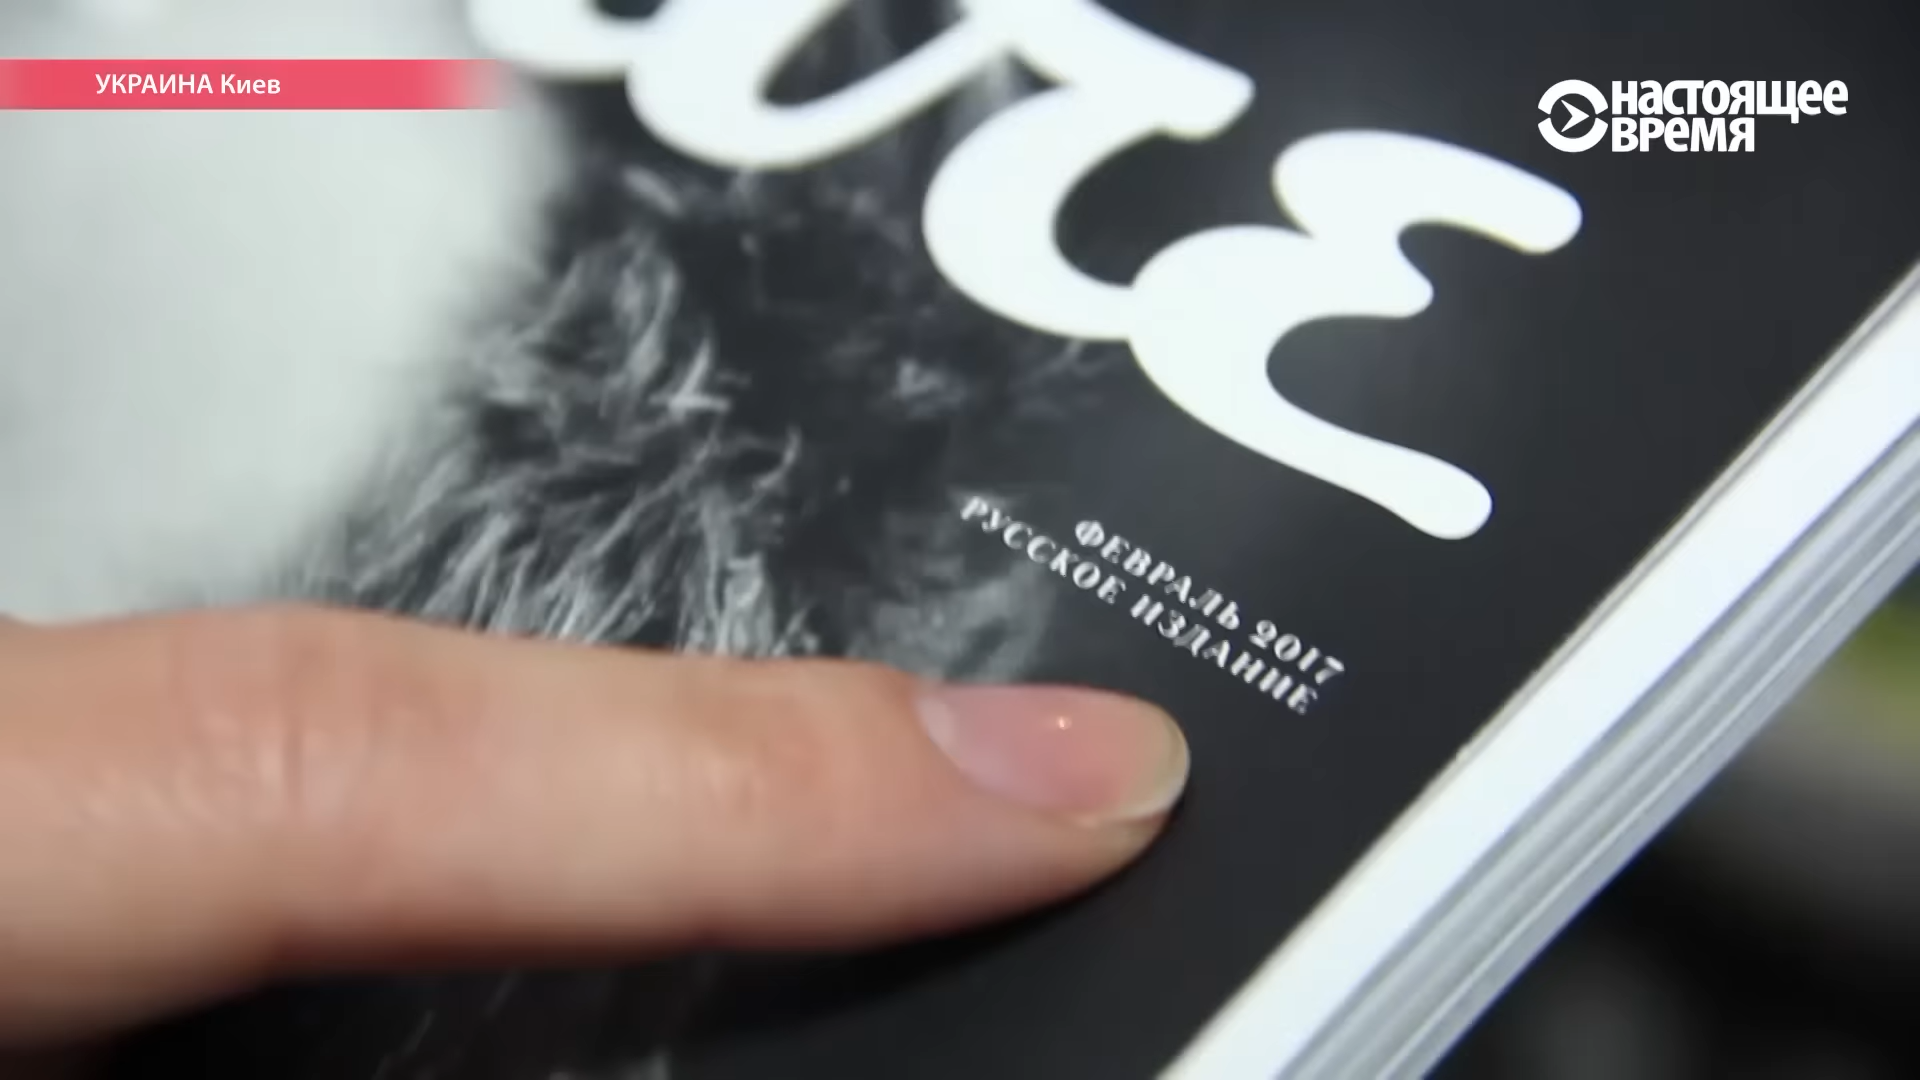 УКРАИНА Киев
НАСТОЯЩЕЕ
ВРЕМЯ
ФЕВРАЛЬ 2017
РУССКОЕ ИЗДАНИЕ